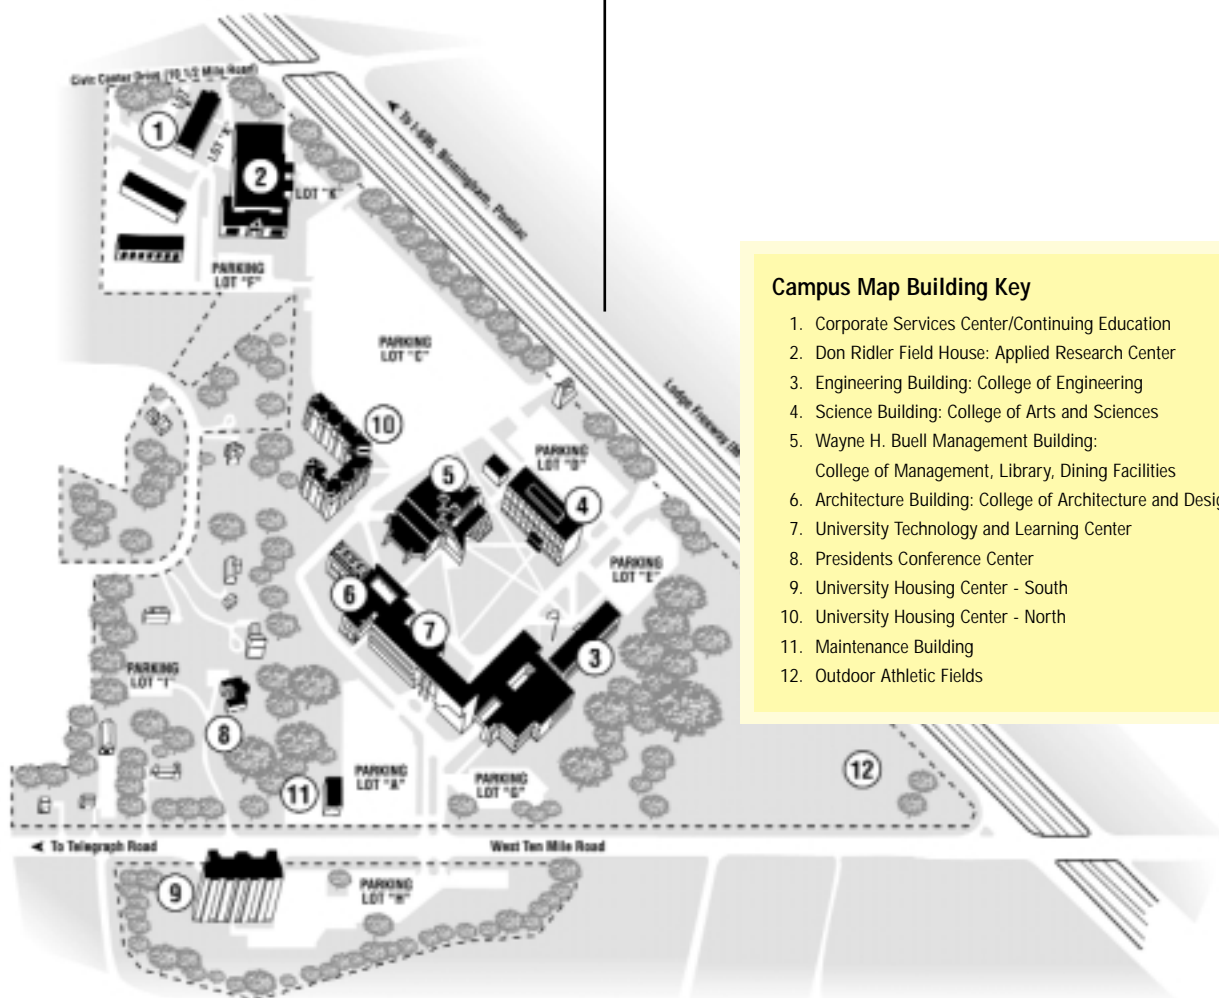 Civic Center Drive (10 1/2 Mile Road)
To I-696, Birmingham, Pontiac
1
LOT "K"
2
LOT "K"
PARKING
LOT "F"
PARKING
LOT "C"
Lodge Freeway (M
10
PARKING
LOT "D"
5
4
PARKING
LOT "E"
6
7
3
PARKING
LOT "I"
8
11
PARKING
LOT "A"
PARKING
LOT "G"
12
To Telegraph Road
West Ten Mile Road
9
PARKING
LOT "H"
Campus Map Building Key
1. Corporate Services Center/Continuing Education
2. Don Ridler Field House: Applied Research Center
3. Engineering Building: College of Engineering
4. Science Building: College of Arts and Sciences
5. Wayne H. Buell Management Building:
College of Management, Library, Dining Facilities
6. Architecture Building: College of Architecture and Desig
7. University Technology and Learning Center
8. Presidents Conference Center
9. University Housing Center - South
10. University Housing Center - North
11. Maintenance Building
12. Outdoor Athletic Fields